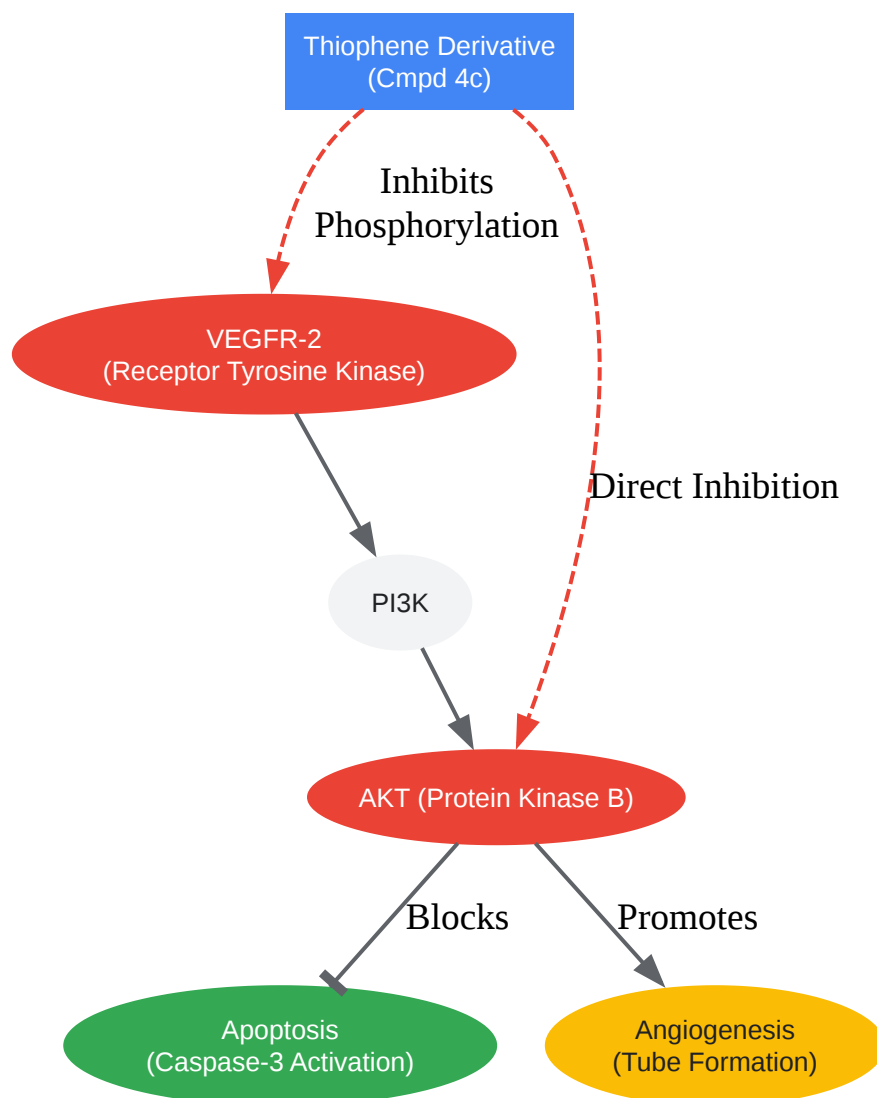 Thiophene Derivative
(Cmpd 4c)
Inhibits
Phosphorylation
VEGFR-2
(Receptor Tyrosine Kinase)
Direct Inhibition
PI3K
AKT (Protein Kinase B)
Blocks
Promotes
Apoptosis
(Caspase-3 Activation)
Angiogenesis
(Tube Formation)